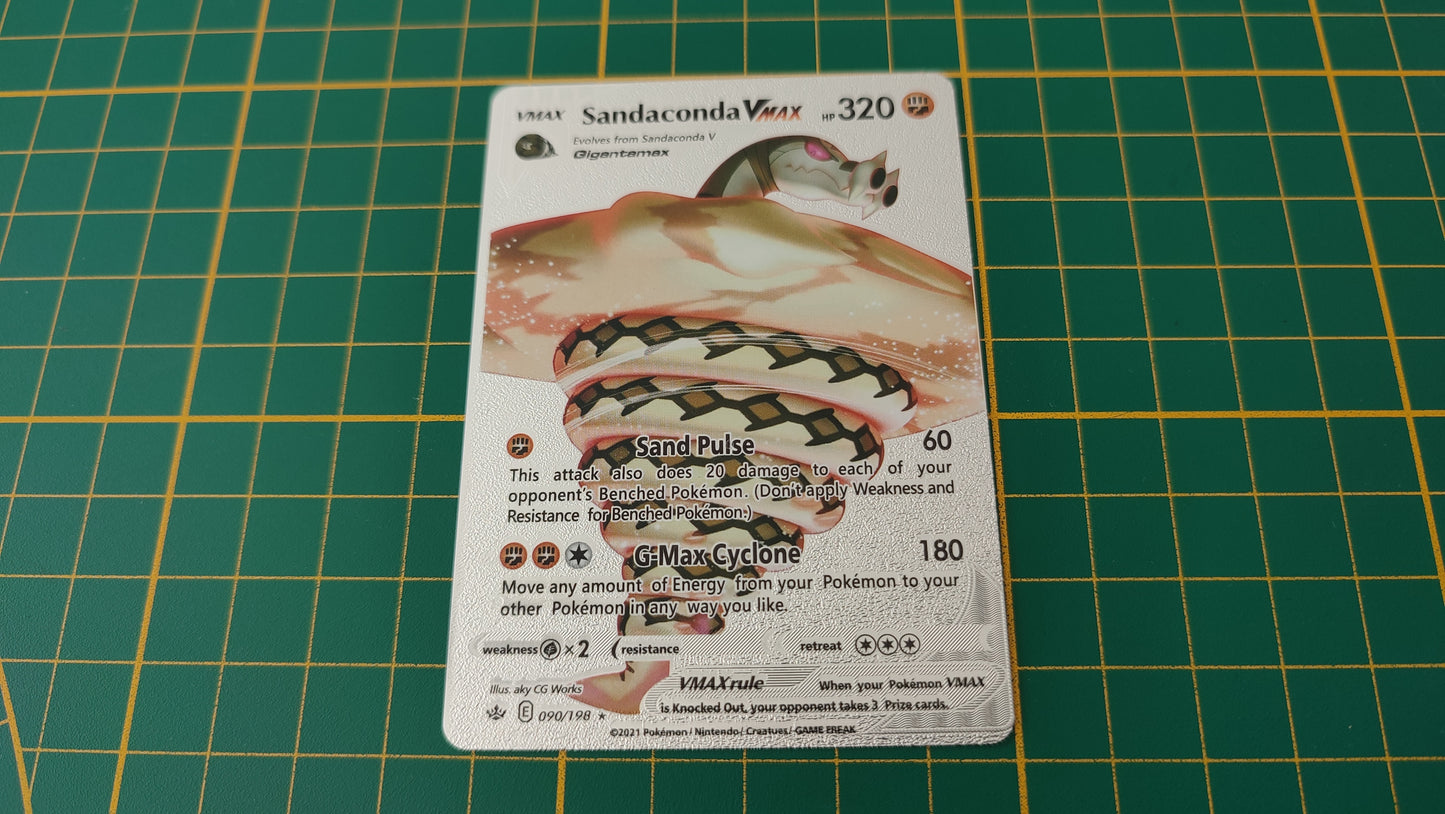 VMAX Sandaconda VMAX HP 320
Evolves from Sandaconda V
Gigantamax
Sand Pulse 60
This attack also does 20 damage to each of your
opponent's Benched Pokémon. (Don't apply Weakness and
Resistance for Benched Pokémon.)
G-Max Cyclone 180
Move any amount of Energy from your Pokémon to your
other Pokémon in any way you like.
weakness ×2 resistance retreat
Illus. aky CG Works
VMAX rule When your Pokémon VMAX
is Knocked Out, your opponent takes 3 Prize cards.
E 090/198 ★
©2021 Pokémon / Nintendo / Creatues / GAME FREAK